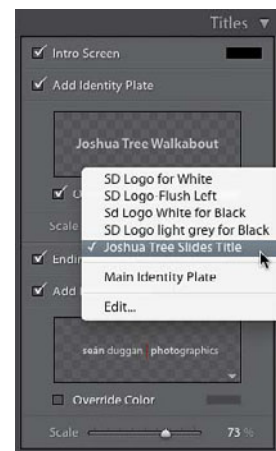 Titles
Intro Screen
Add Identity Plate
Joshua Tree Walkabout
SD Logo for White
SD Logo-Flush Left
Sd Logo White for Black
SD Logo light grey for Black
Joshua Tree Slides Title
Main Identity Plate
Edit...
Scale
Add
seán duggan photographics
Override Color
Scale 73 %